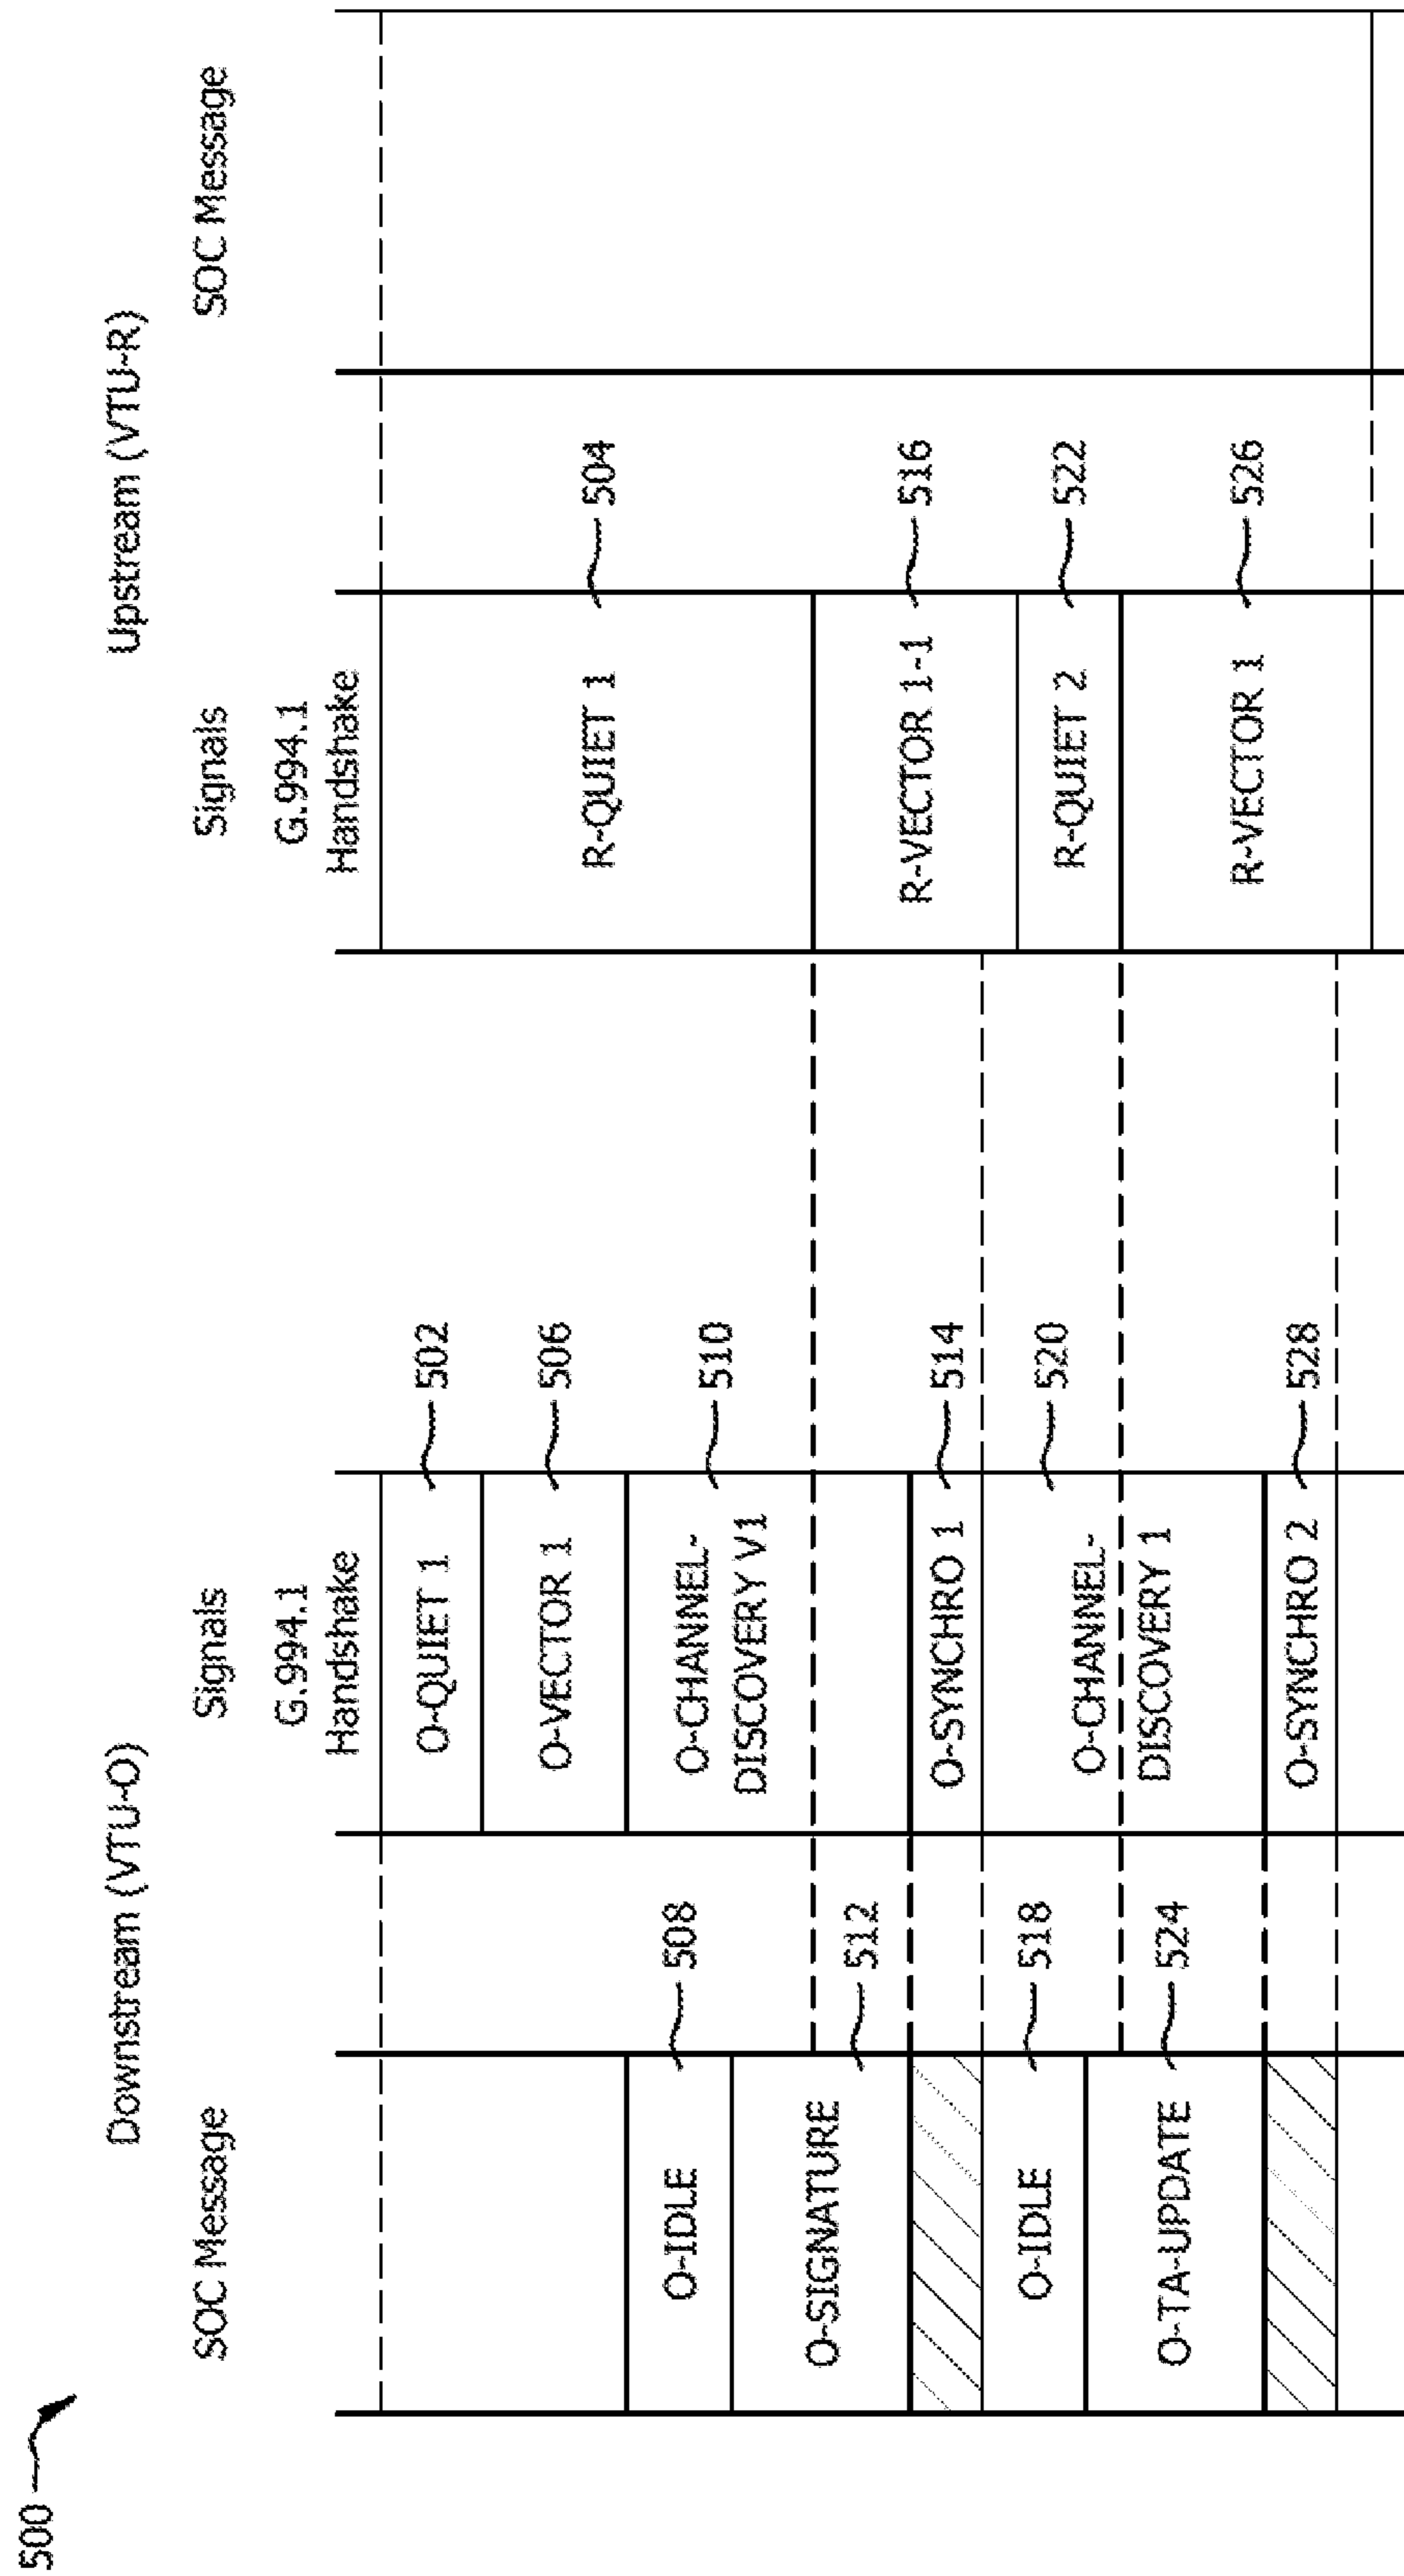 500
Downstream (VTU-O)
Upstream (VTU-R)
SOC Message
Signals
Signals
SOC Message
G.994.1
Handshake
G.994.1
Handshake
O-QUIET 1
502
R-QUIET 1
504
O-VECTOR 1
506
O-IDLE
508
O-CHANNEL-
DISCOVERY V1
510
O-SIGNATURE
512
O-SYNCHRO 1
514
R-VECTOR 1-1
516
O-IDLE
518
O-CHANNEL-
DISCOVERY 1
520
R-QUIET 2
522
O-TA-UPDATE
524
R-VECTOR 1
526
O-SYNCHRO 2
528